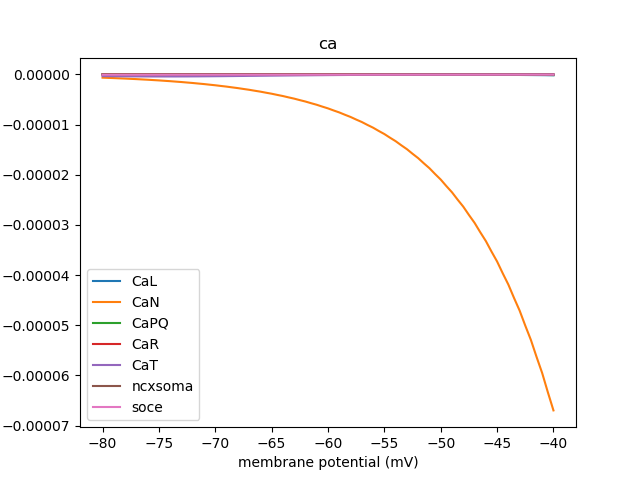 ca
0.00000
−0.00001
−0.00002
−0.00003
−0.00004
−0.00005
−0.00006
−0.00007
CaL
CaN
CaPQ
CaR
CaT
ncxsoma
soce
−80 −75 −70 −65 −60 −55 −50 −45 −40
membrane potential (mV)